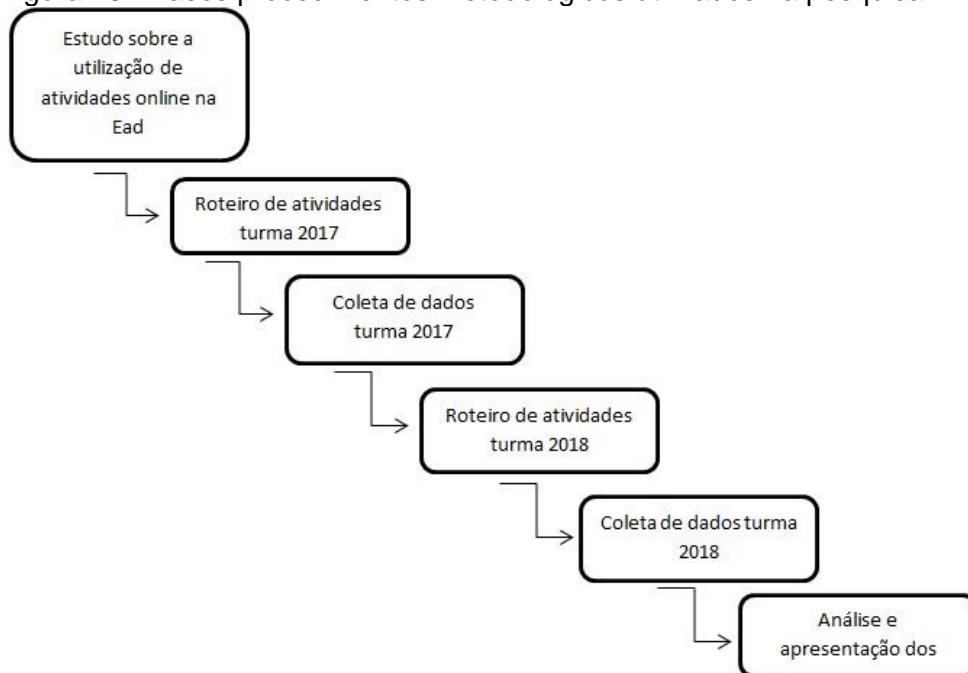 Estudo sobre a
utilização de
atividades online na
Ead
Roteiro de atividades
turma 2017
Coleta de dados
turma 2017
Roteiro de atividades
turma 2018
Coleta de dados turma
2018
Análise e
apresentação dos